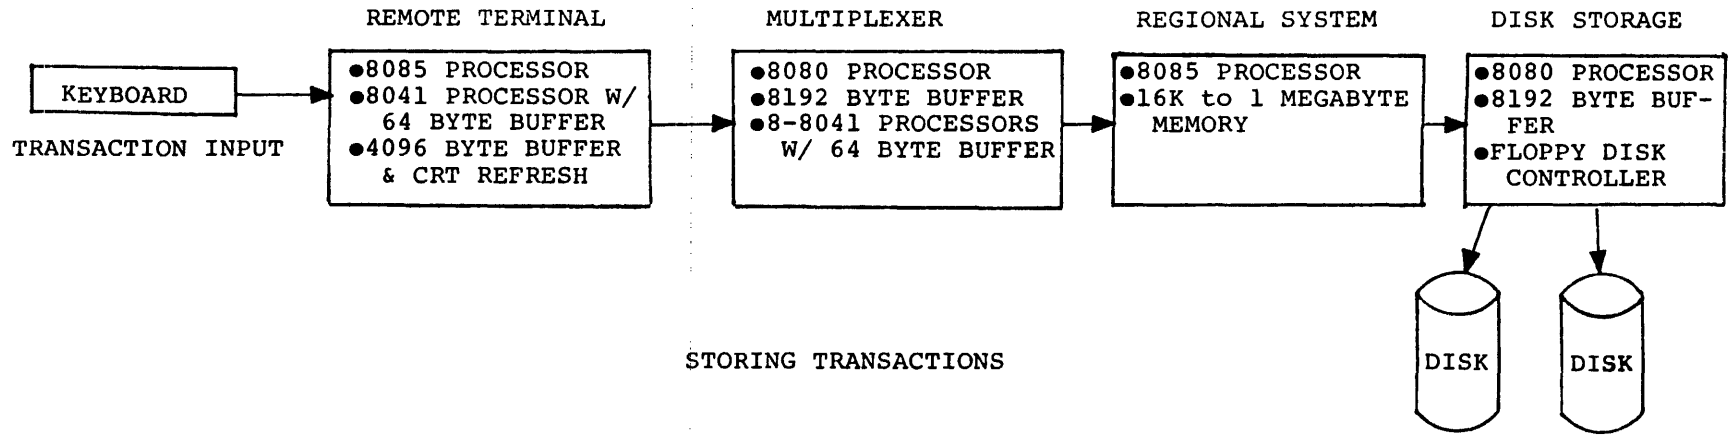 REMOTE TERMINAL
MULTIPLEXER
REGIONAL SYSTEM
DISK STORAGE
KEYBOARD
TRANSACTION INPUT
●8085 PROCESSOR
●8041 PROCESSOR W/
64 BYTE BUFFER
●4096 BYTE BUFFER
& CRT REFRESH
●8080 PROCESSOR
●8192 BYTE BUFFER
●8-8041 PROCESSORS
W/ 64 BYTE BUFFER
●8085 PROCESSOR
●16K to 1 MEGABYTE
MEMORY
●8080 PROCESSOR
●8192 BYTE BUF-
FER
●FLOPPY DISK
CONTROLLER
DISK
DISK
STORING TRANSACTIONS